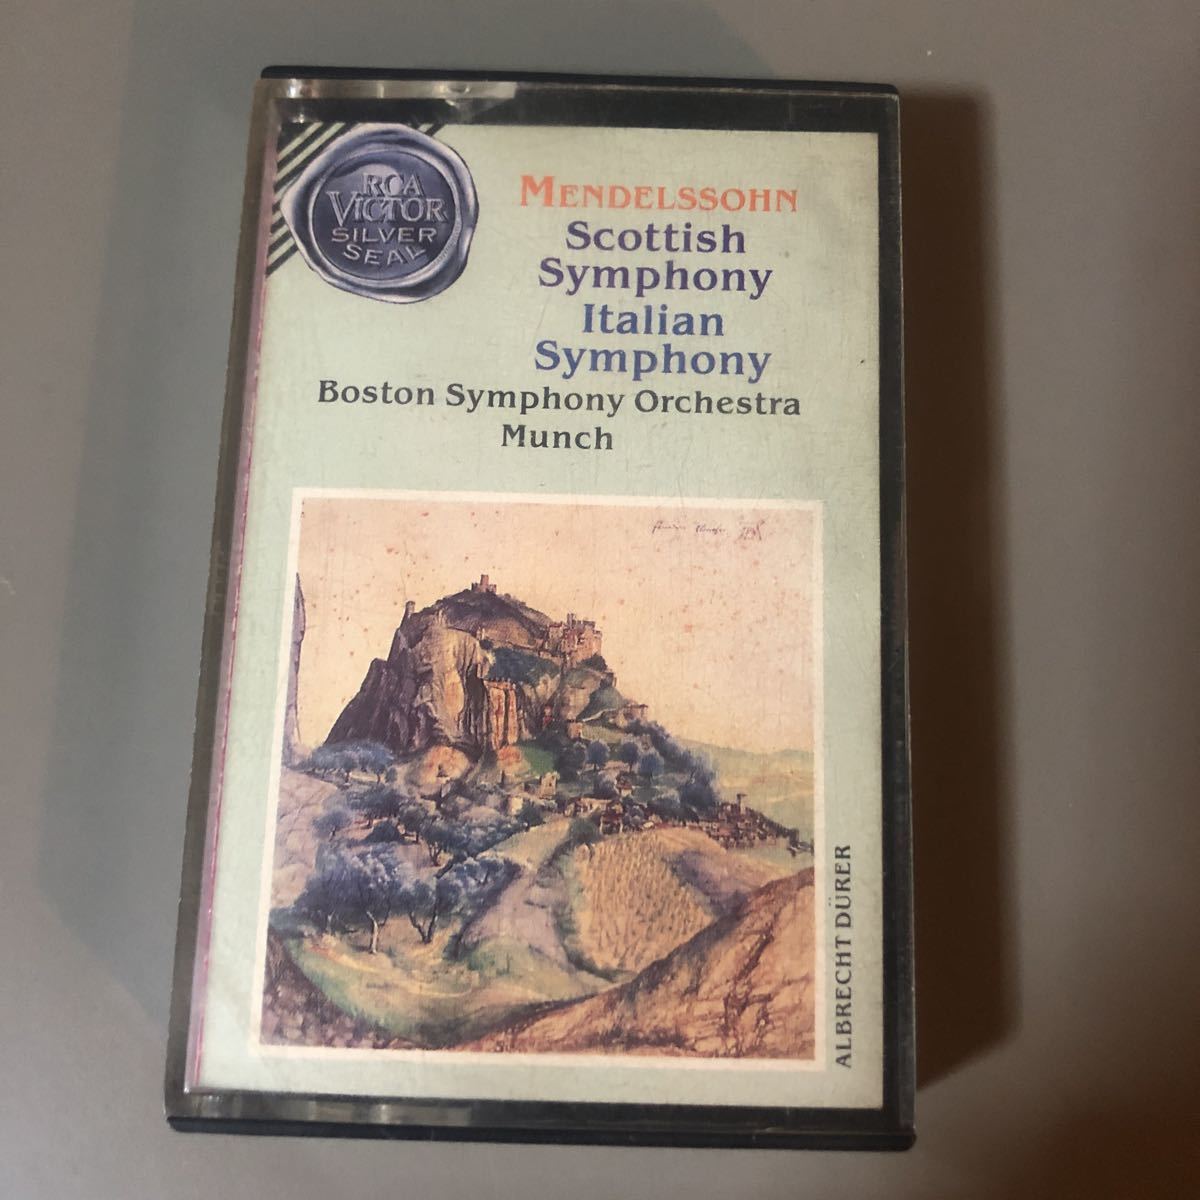 RCA
VICTOR
SILVER
SEAL
MENDELSSOHN
Scottish
Symphony
Italian
Symphony
Boston Symphony Orchestra
Munch
ALBRECHT DÜRER